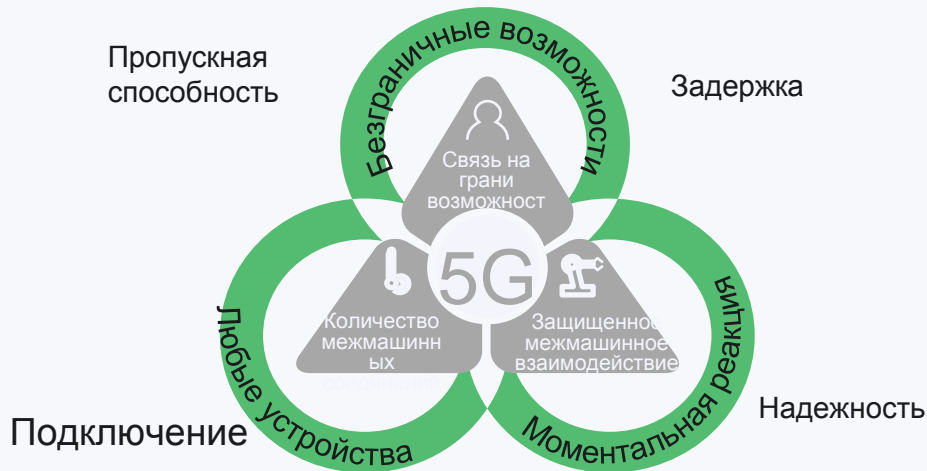 Безграничные возможности
Пропускная
способность
Задержка
Связь на
грани
возможност
5G
Количество
межмашинн
ых
соединений
Защищенное
межмашинное
взаимодействие
Любые устройства
Моментальная реакция
Подключение
Надежность